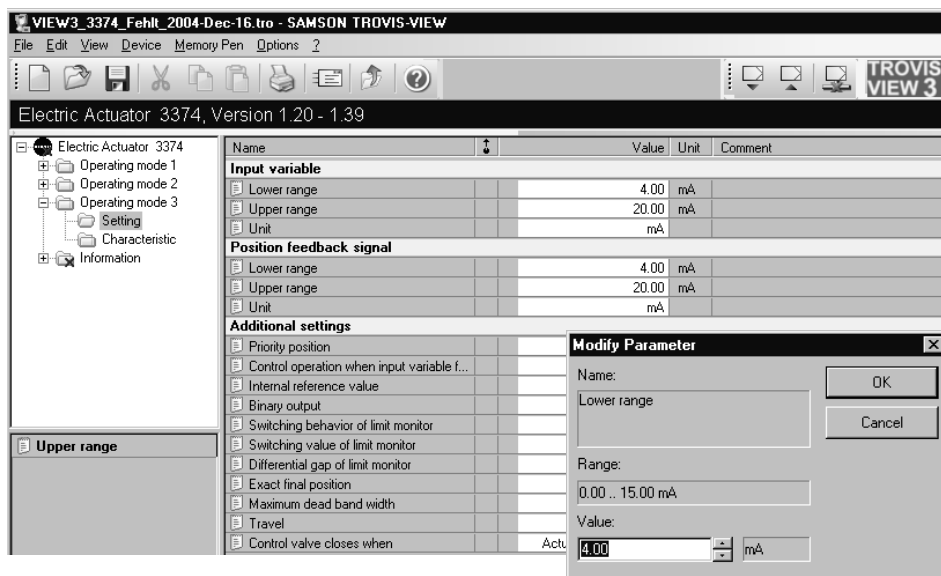 VIEW3_3374_Fehlt_2004-Dec-16.tro - SAMSON TROVIS-VIEW
File Edit View Device Memory Pen Options ?
TROVIS
VIEW 3
Electric Actuator 3374, Version 1.20 - 1.39
Electric Actuator 3374
Operating mode 1
Operating mode 2
Operating mode 3
Setting
Characteristic
Information
Upper range
Name Value Unit Comment
Input variable
Lower range 4.00 mA
Upper range 20.00 mA
Unit mA
Position feedback signal
Lower range 4.00 mA
Upper range 20.00 mA
Unit mA
Additional settings
Priority position
Control operation when input variable f...
Internal reference value
Binary output
Switching behavior of limit monitor
Switching value of limit monitor
Differential gap of limit monitor
Exact final position
Maximum dead band width
Travel
Control valve closes when
Modify Parameter
Name:
Lower range
OK
Cancel
Range:
0.00 .. 15.00 mA
Value:
4.00 mA